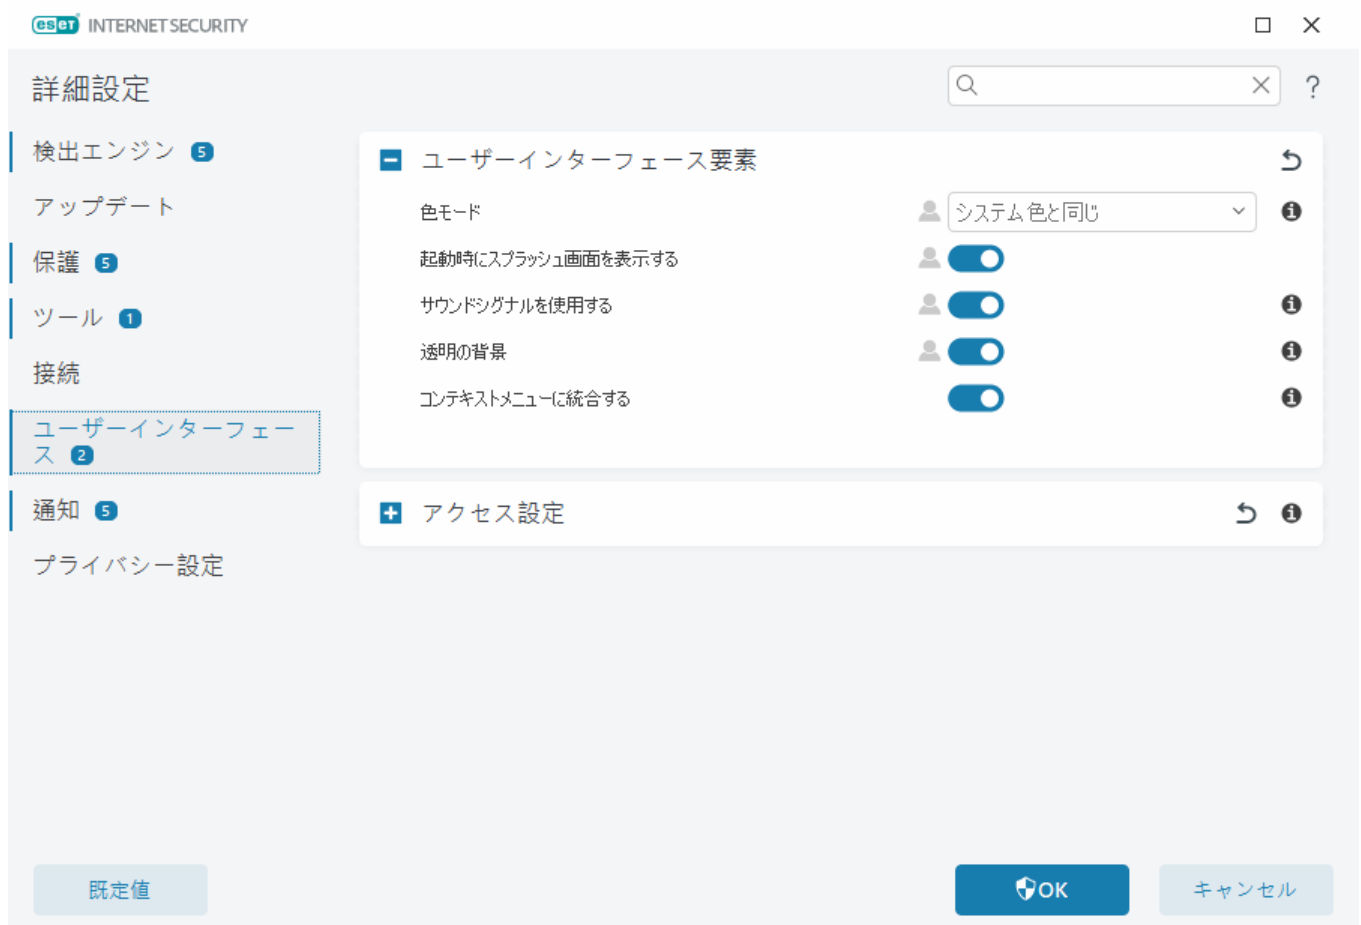 eset INTERNET SECURITY
詳細設定
?
検出エンジン 5
アップデート
保護 5
ツール 1
接続
ユーザーインターフェー
ス 2
通知 5
プライバシー設定
ユーザーインターフェース要素
色モード
システム色と同じ
起動時にスプラッシュ画面を表示する
サウンドシグナルを使用する
透明の背景
コンテキストメニューに統合する
アクセス設定
既定値
OK
キャンセル